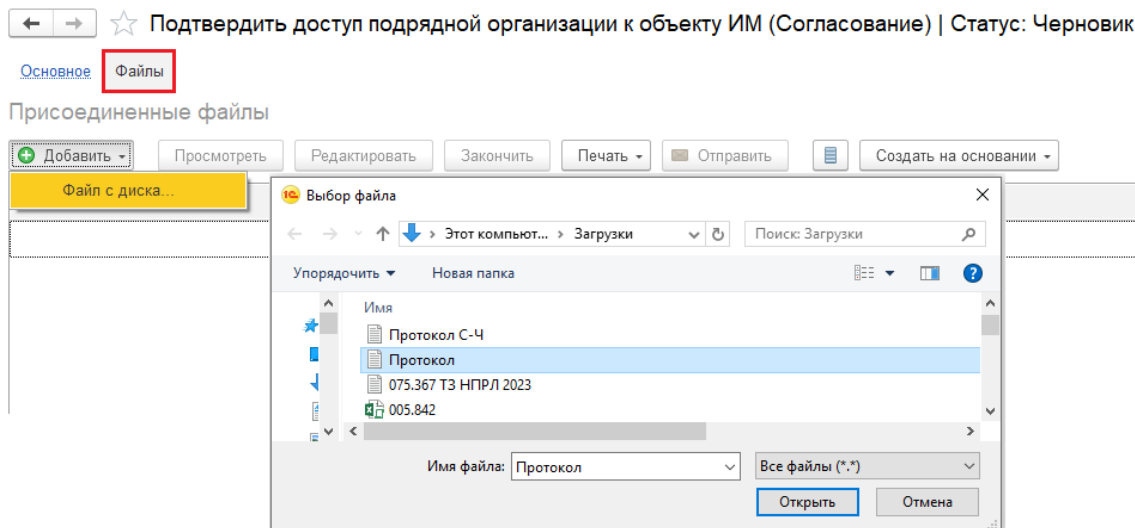 Подтвердить доступ подрядной организации к объекту ИМ (Согласование) | Статус: Черновик
Основное Файлы
Присоединенные файлы
Добавить Просмотреть Редактировать Закончить Печать Отправить Создать на основании
Файл с диска...
1С Выбор файла
Этот компьют... > Загрузки Поиск: Загрузки
Упорядочить Новая папка ?
Имя
Протокол С-Ч
Протокол
075.367 ТЗ НПРЛ 2023
005.842
Имя файла: Протокол Все файлы (*.*)
Открыть Отмена